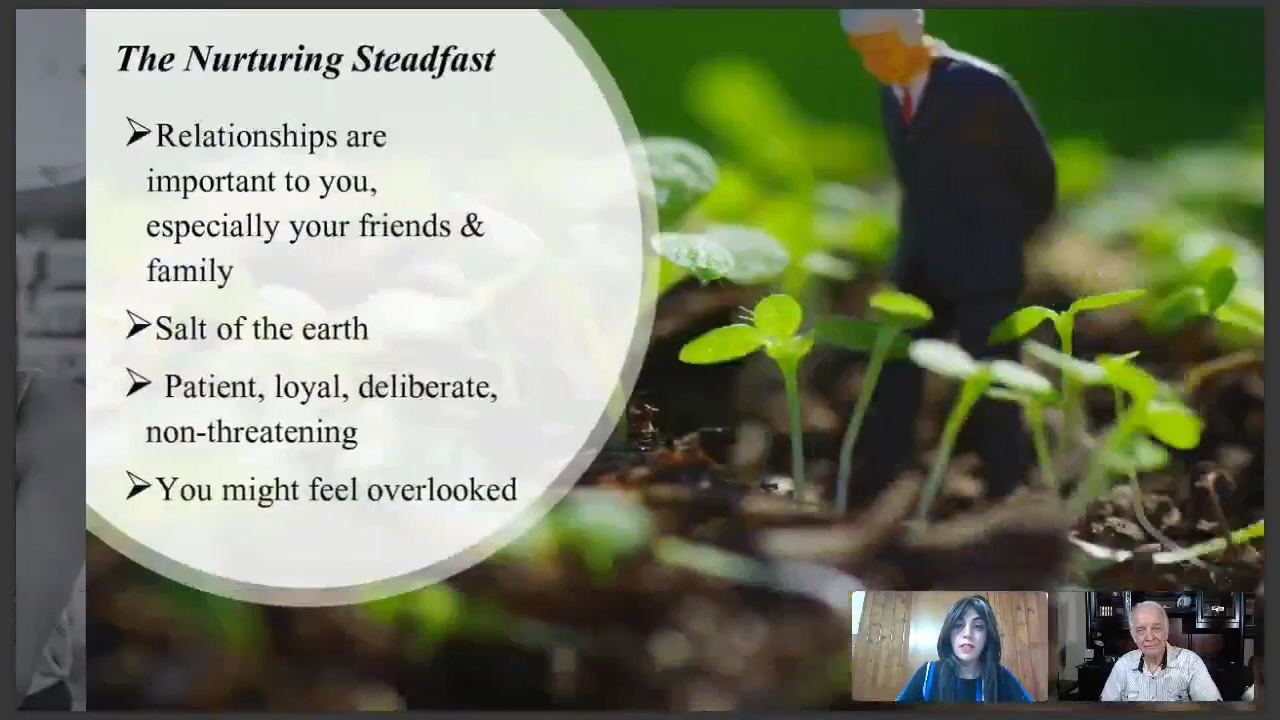 The Nurturing Steadfast
➢Relationships are
important to you,
especially your friends &
family
➢Salt of the earth
➢ Patient, loyal, deliberate,
non-threatening
➢You might feel overlooked